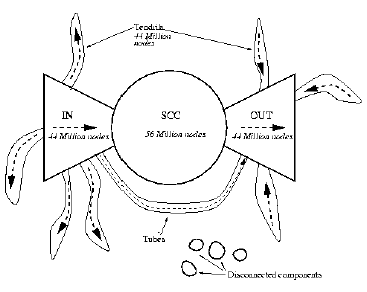 Tendrils
44 Million
nodes
IN
44 Million nodes
SCC
56 Million nodes
OUT
44 Million nodes
Tubes
Disconnected components